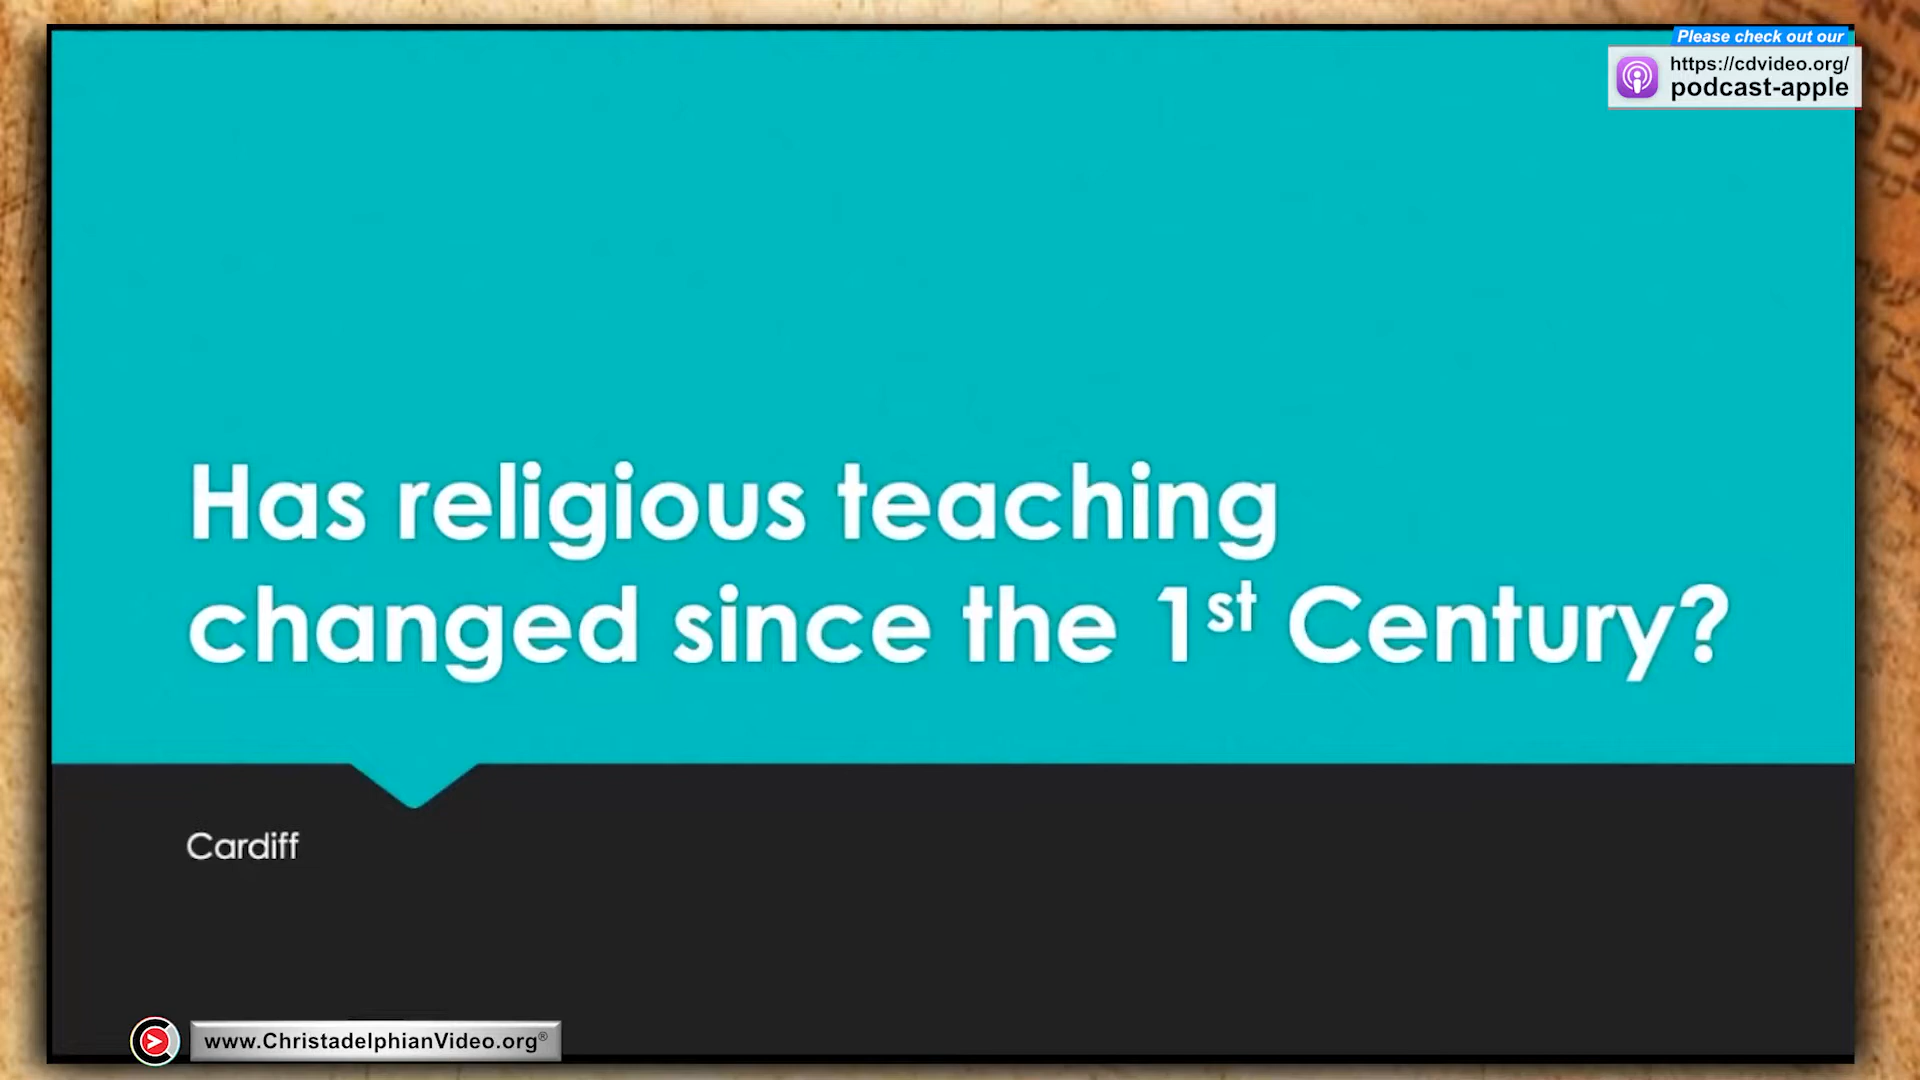 Please check out our
https://cdvideo.org/
podcast-apple
Has religious teaching
changed since the 1st Century?
Cardiff
www.ChristadelphianVideo.org®